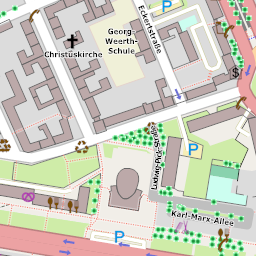 P
Georg-
Weerth-
Schule
Eckertstraße
Christuskirche
$
Ludwig-Pick-Straße
P
Karl-Marx-Allee
P